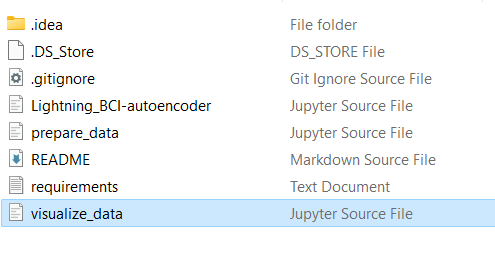 .idea File folder
.DS_Store DS_STORE File
.gitignore Git Ignore Source File
Lightning_BCI-autoencoder Jupyter Source File
prepare_data Jupyter Source File
README Markdown Source File
requirements Text Document
visualize_data Jupyter Source File